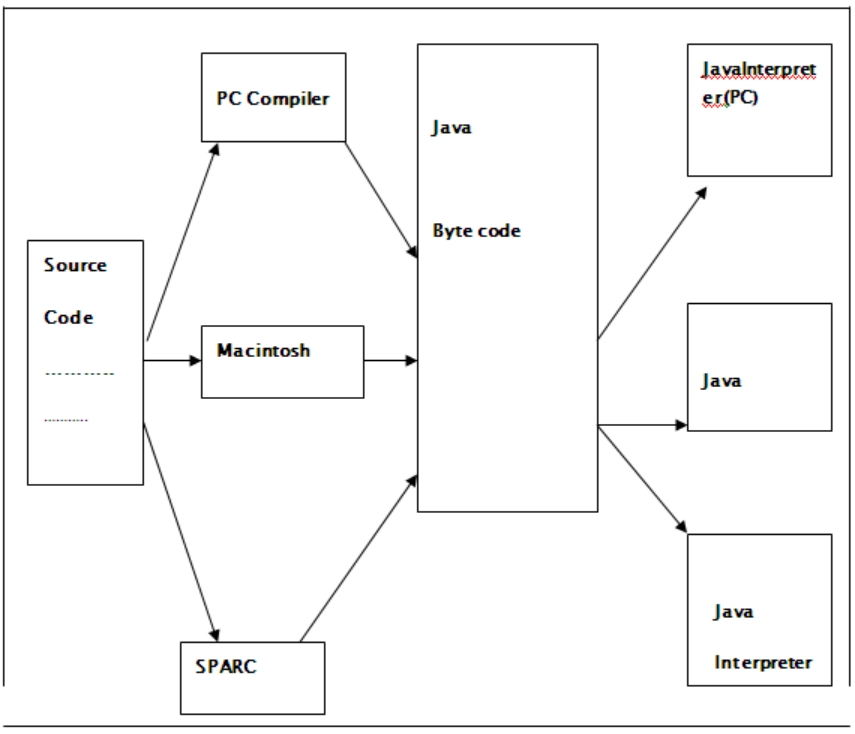 PC Compiler
Java
Byte code
JavaInterpret
er(PC)
Source
Code
-----------
............
Macintosh
Java
SPARC
Java
Interpreter